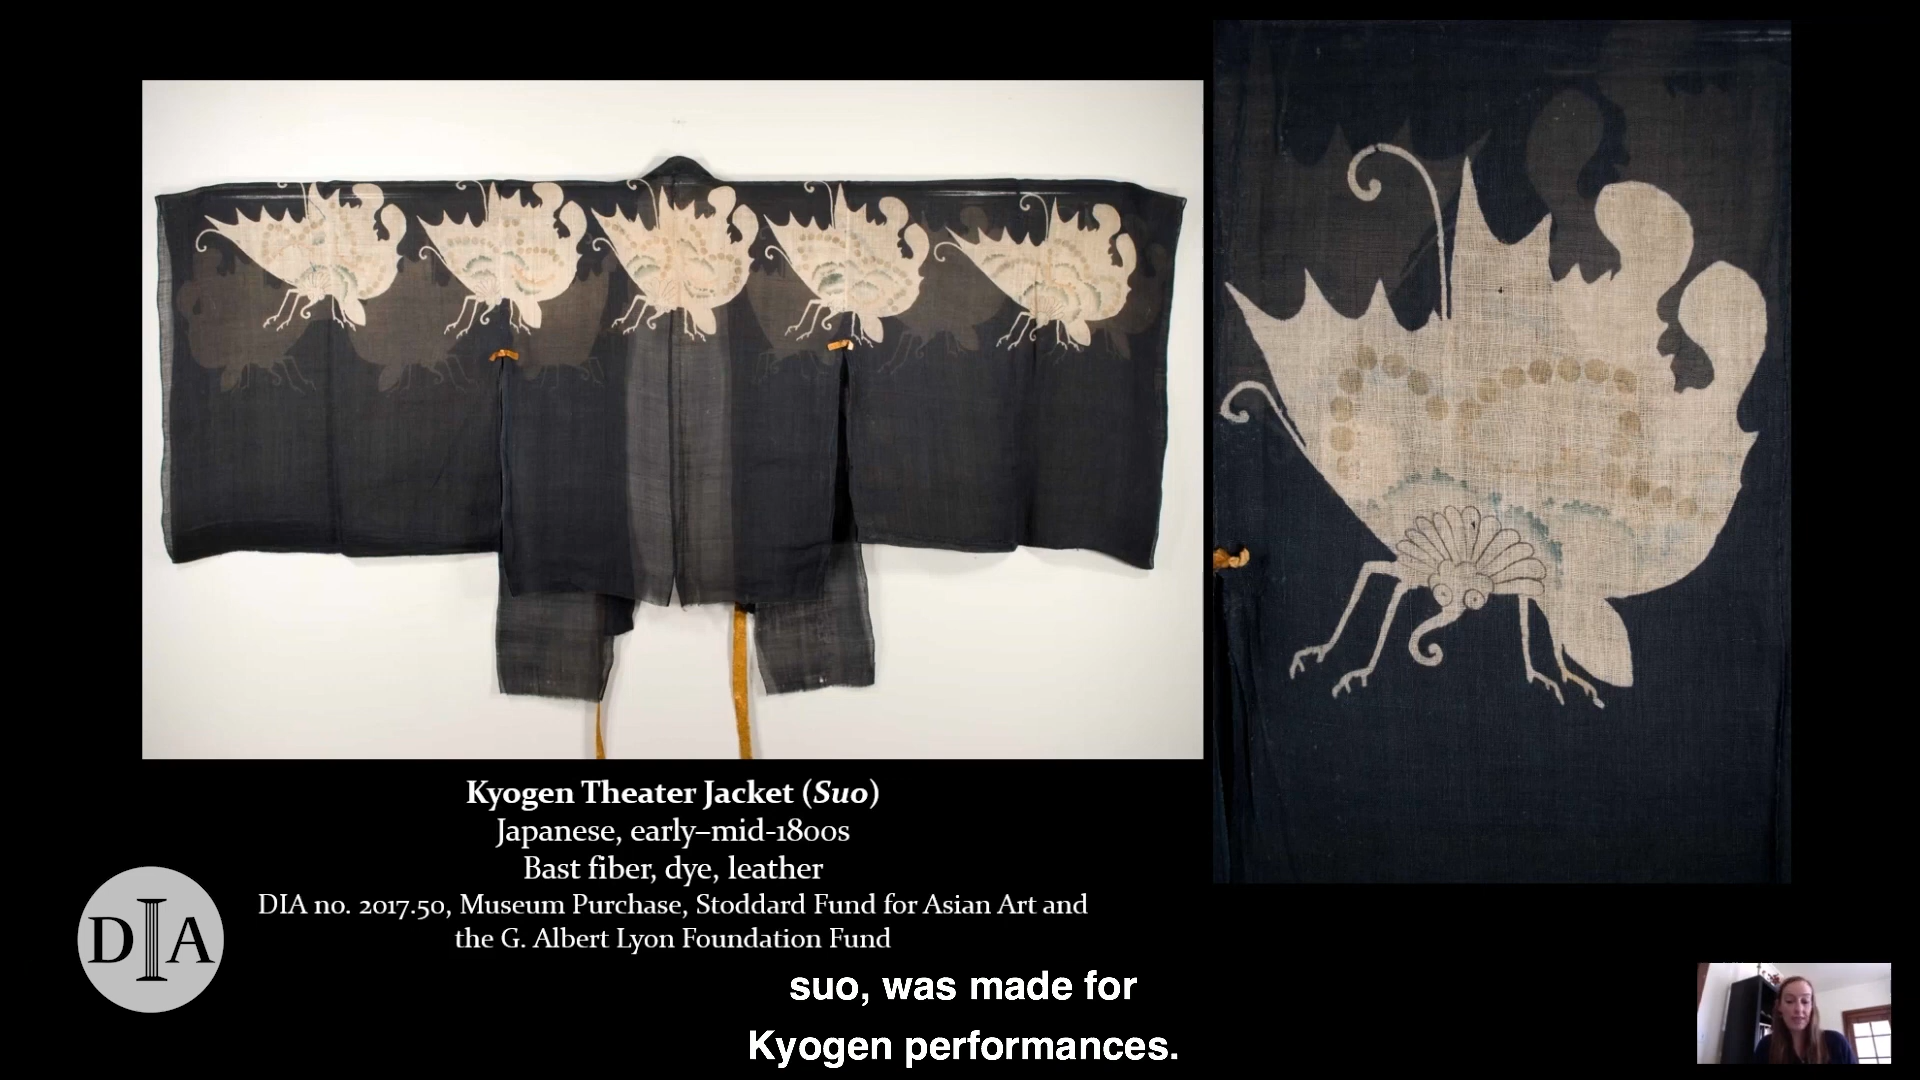 Kyogen Theater Jacket (Suo)
Japanese, early–mid-1800s
Bast fiber, dye, leather
DIA no. 2017.50, Museum Purchase, Stoddard Fund for Asian Art and
the G. Albert Lyon Foundation Fund
DIA
suo, was made for
Kyogen performances.